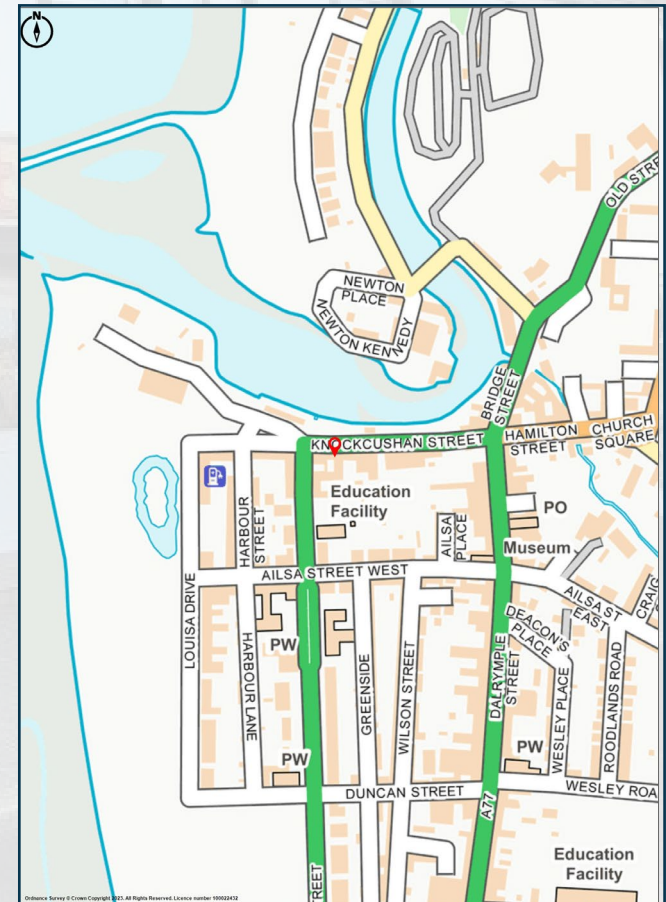 N
OLD STRE
NEWTON
PLACE
NEWTON KENNEDY
BRIDGE
STREET
KNOCKCUSHAN STREET
HAMILTON
STREET
CHURCH
SQUARE
Education
Facility
PO
HARBOUR
STREET
AILSA
PLACE
Museum
AILSA STREET WEST
AILSA ST
EAST
CRAIG
LOUISA DRIVE
DEACON'S
PLACE
PW
HARBOUR LANE
GREENSIDE
WILSON STREET
DALRYMPLE
STREET
WESLEY PLACE
ROODLANDS ROAD
PW
PW
DUNCAN STREET
WESLEY ROA
A77
Education
Facility
REET
Ordnance Survey © Crown Copyright 2023. All Rights Reserved. Licence number 100022432